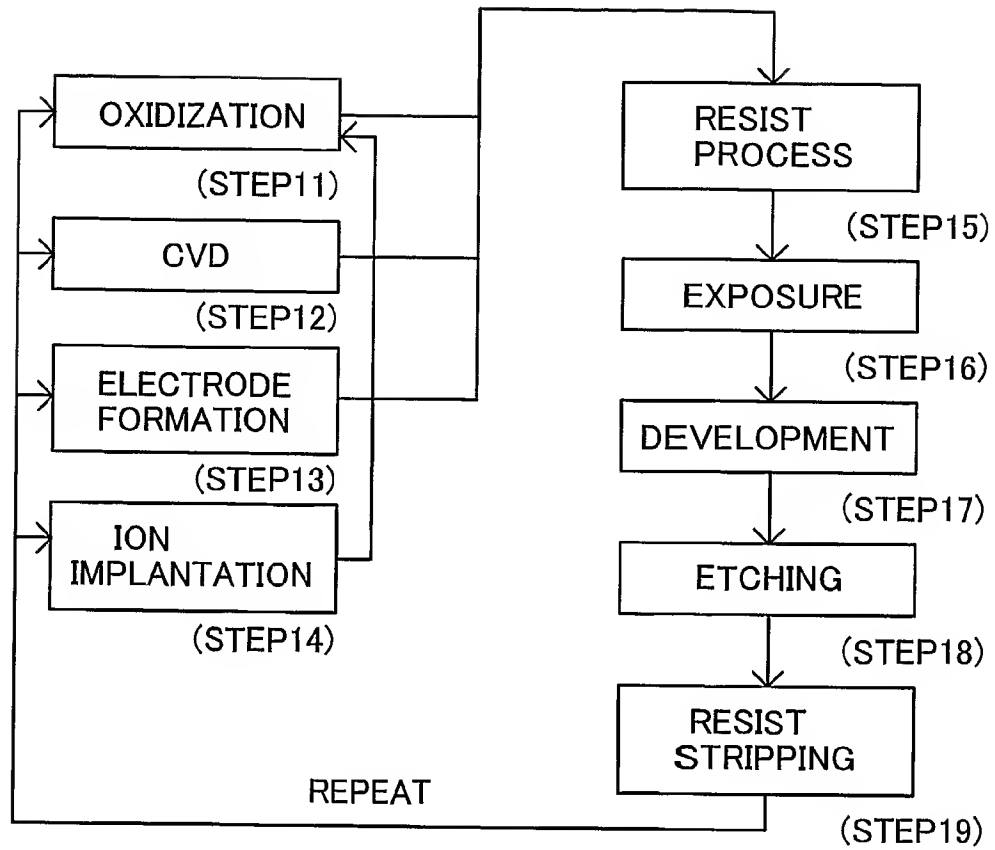 OXIDIZATION
(STEP11)
CVD
(STEP12)
ELECTRODE
FORMATION
(STEP13)
ION
IMPLANTATION
(STEP14)
RESIST
PROCESS
(STEP15)
EXPOSURE
(STEP16)
DEVELOPMENT
(STEP17)
ETCHING
(STEP18)
RESIST
STRIPPING
(STEP19)
REPEAT